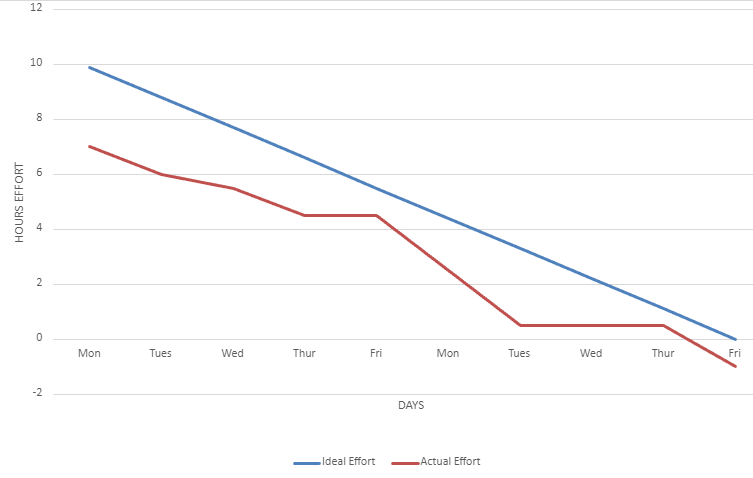 12
10
8
6
4
2
0
-2
HOURS EFFORT
Mon Tues Wed Thur Fri Mon Tues Wed Thur Fri
DAYS
Ideal Effort Actual Effort